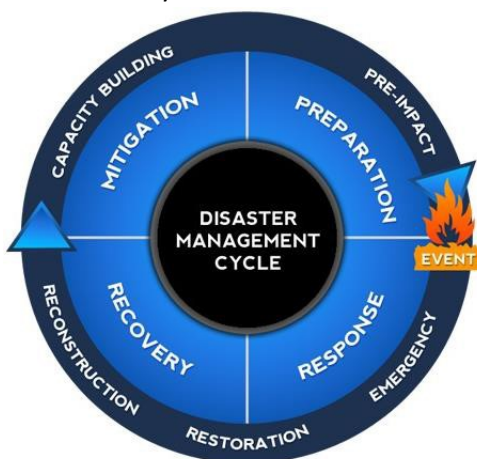 CAPACITY BUILDING
PRE-IMPACT
MITIGATION
PREPARATION
DISASTER
MANAGEMENT
CYCLE
EVENT
RECOVERY
RESPONSE
RECONSTRUCTION
EMERGENCY
RESTORATION